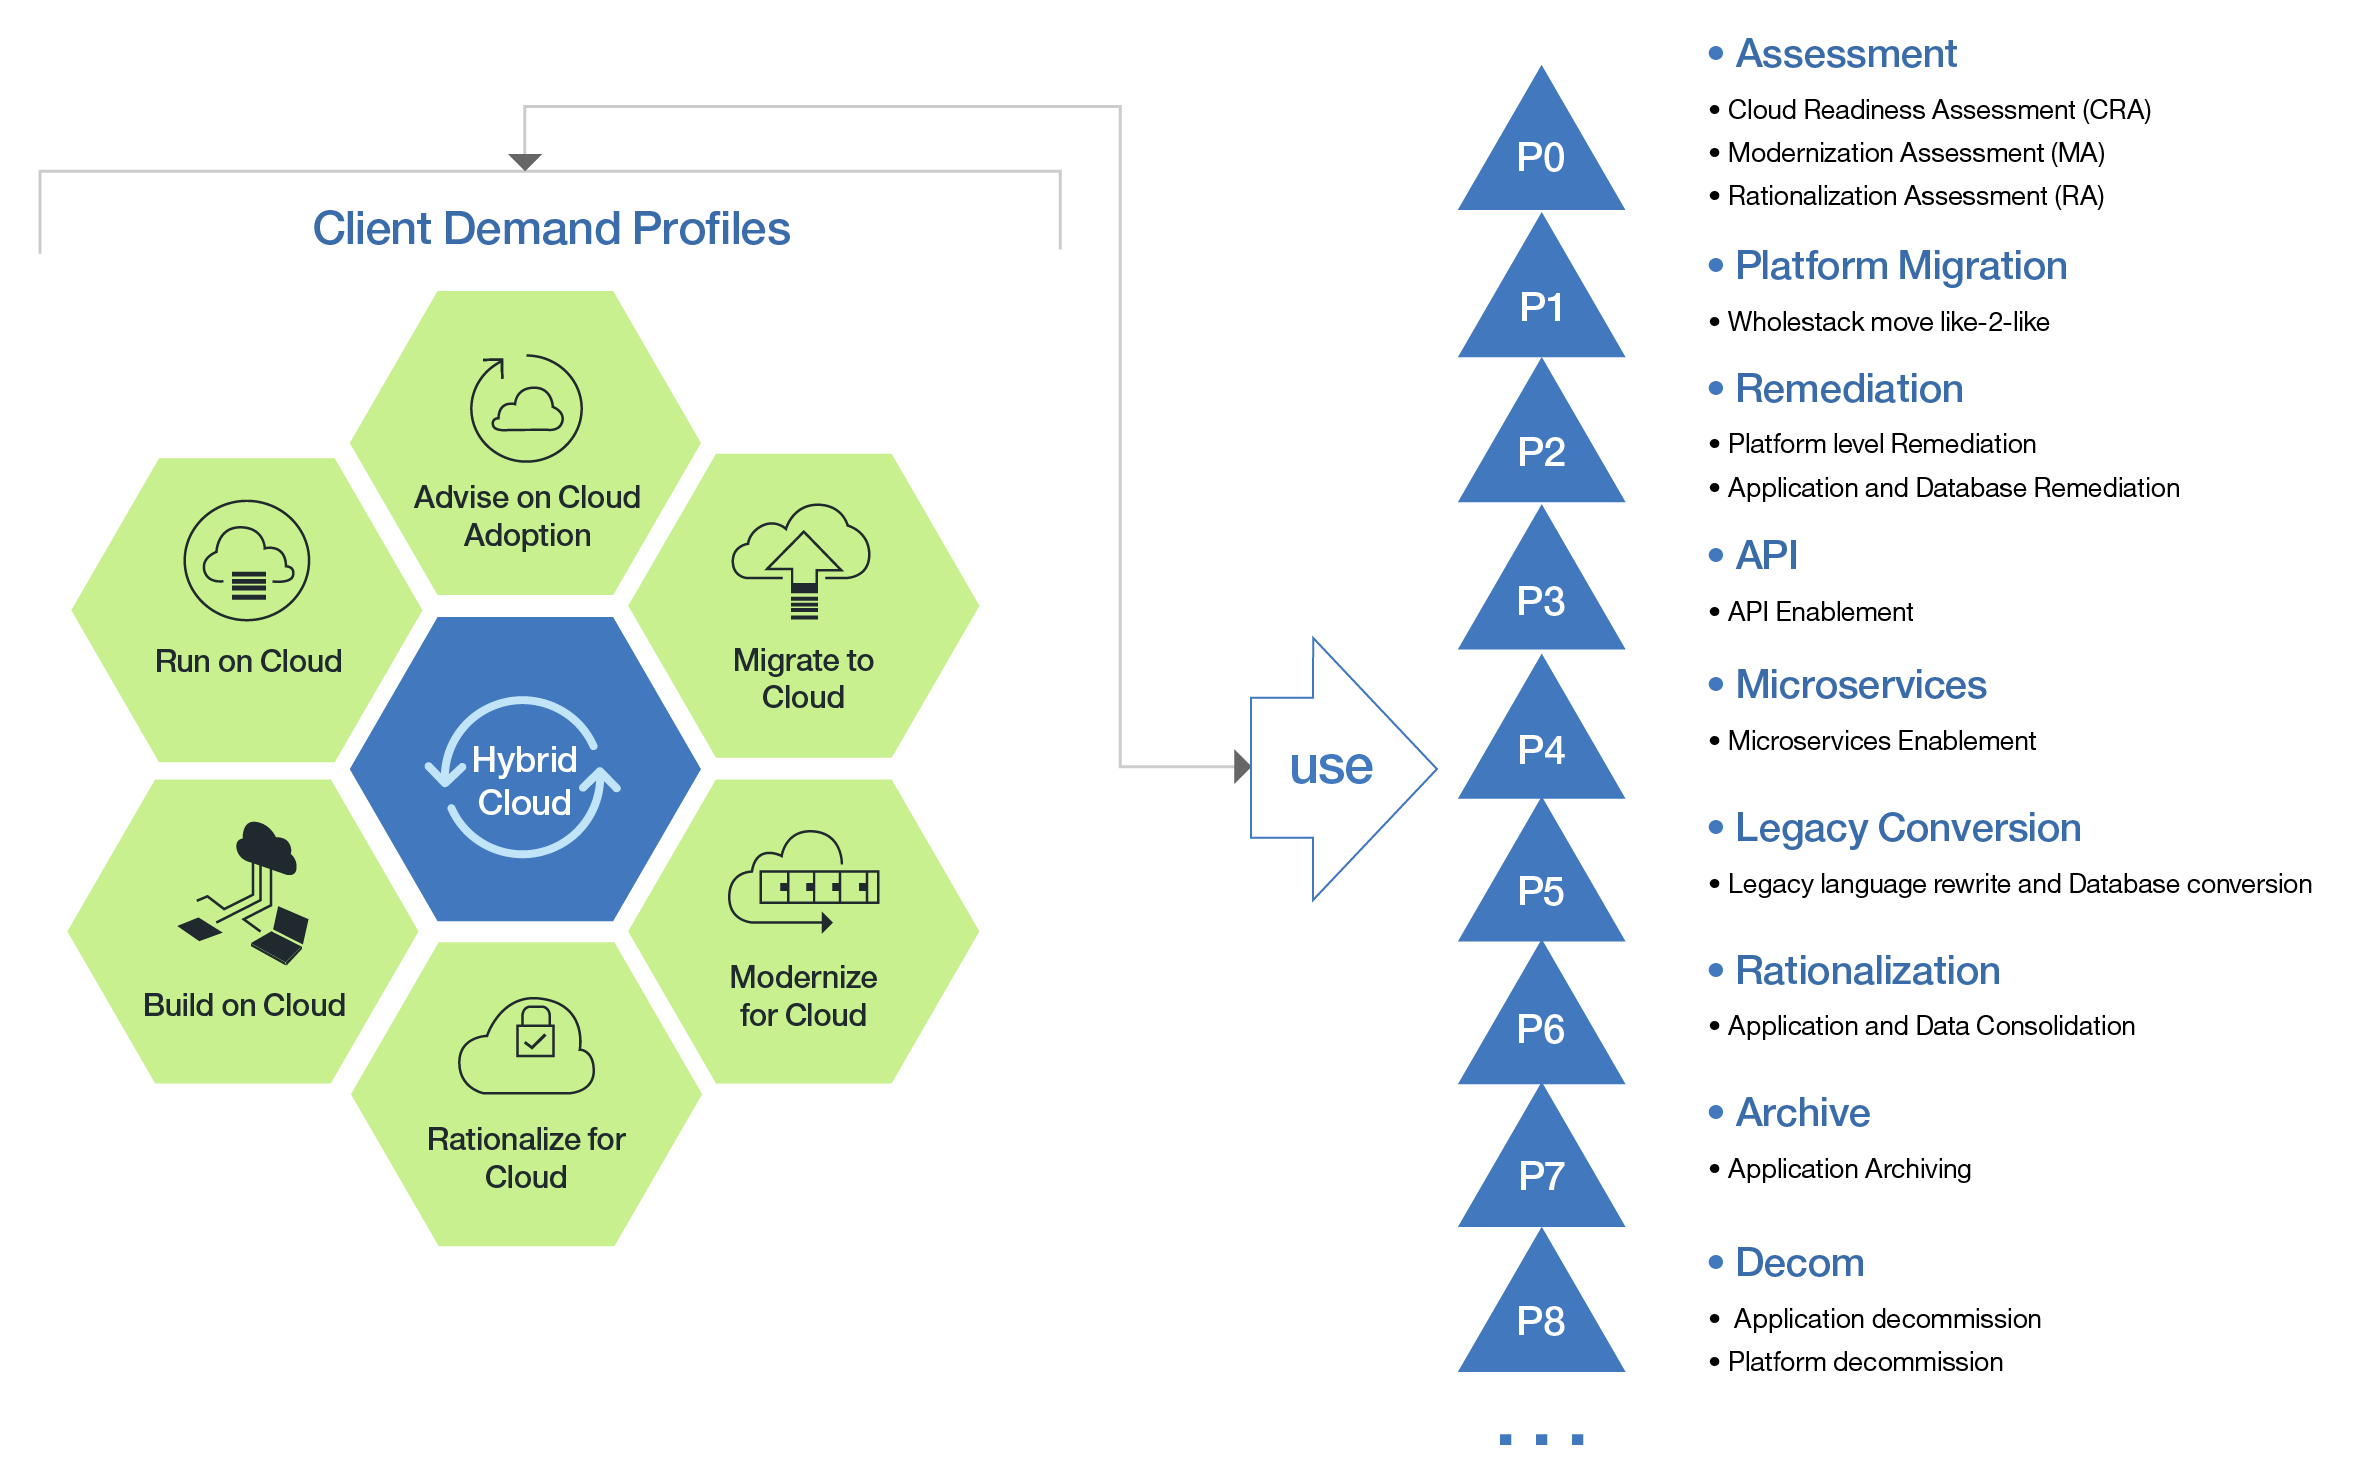 Client Demand Profiles
Advise on Cloud
Adoption
Run on Cloud
Migrate to
Cloud
Hybrid
Cloud
Build on Cloud
Modernize
for Cloud
Rationalize for
Cloud
use
P0
• Assessment
• Cloud Readiness Assessment (CRA)
• Modernization Assessment (MA)
• Rationalization Assessment (RA)
P1
• Platform Migration
• Wholestack move like-2-like
P2
• Remediation
• Platform level Remediation
• Application and Database Remediation
P3
• API
• API Enablement
P4
• Microservices
• Microservices Enablement
P5
• Legacy Conversion
• Legacy language rewrite and Database conversion
P6
• Rationalization
• Application and Data Consolidation
P7
• Archive
• Application Archiving
P8
• Decom
• Application decommission
• Platform decommission
...